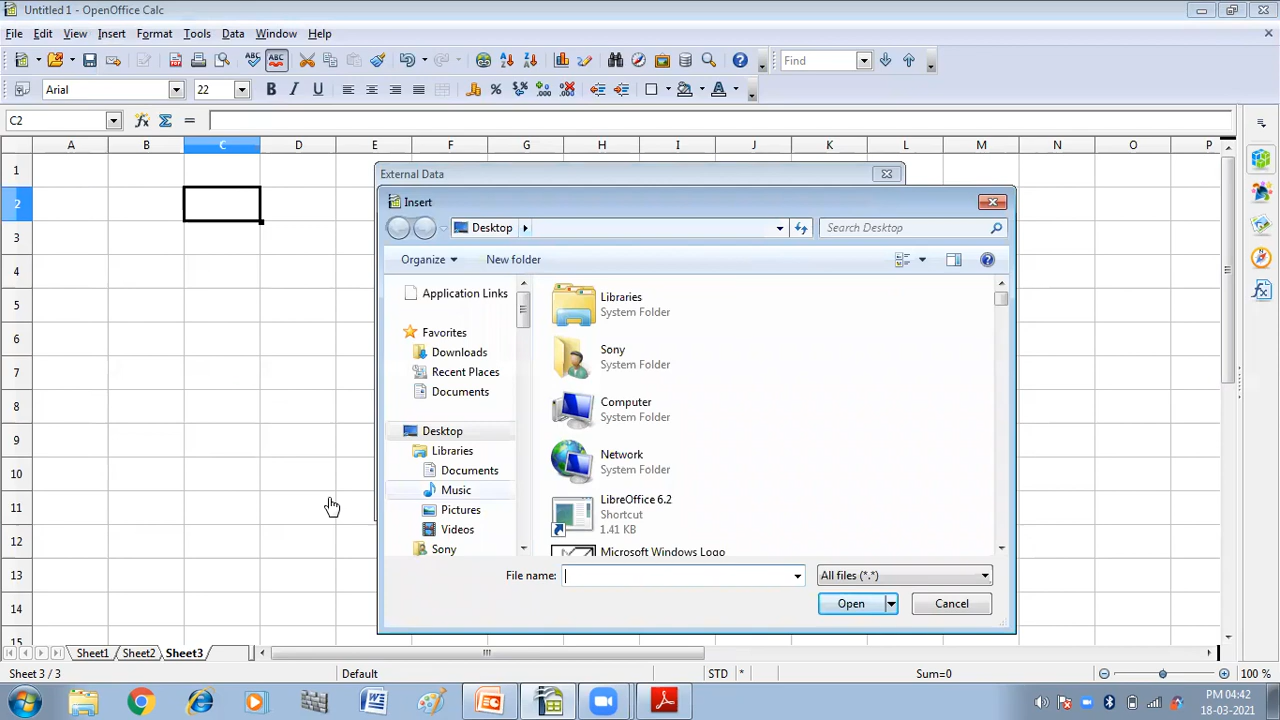 Untitled 1 - OpenOffice Calc
File Edit View Insert Format Tools Data Window Help
ABC ABC Find
Arial 22 B I U A
C2
A B C D E F G H I J K L M N O P
1
2
3
4
5
6
7
8
9
10
11
12
13
14
15
External Data
Insert
Desktop Search Desktop
Organize New folder
Application Links
Favorites
Downloads
Recent Places
Documents
Desktop
Libraries
Documents
Music
Pictures
Videos
Sony
Libraries
System Folder
Sony
System Folder
Computer
System Folder
Network
System Folder
LibreOffice 6.2
Shortcut
1.41 KB
Microsoft Windows Logo
File name: All files (*.*)
Open Cancel
Sheet1 Sheet2 Sheet3
Sheet 3 / 3 Default STD * Sum=0 100 %
PM 04:42
18-03-2021